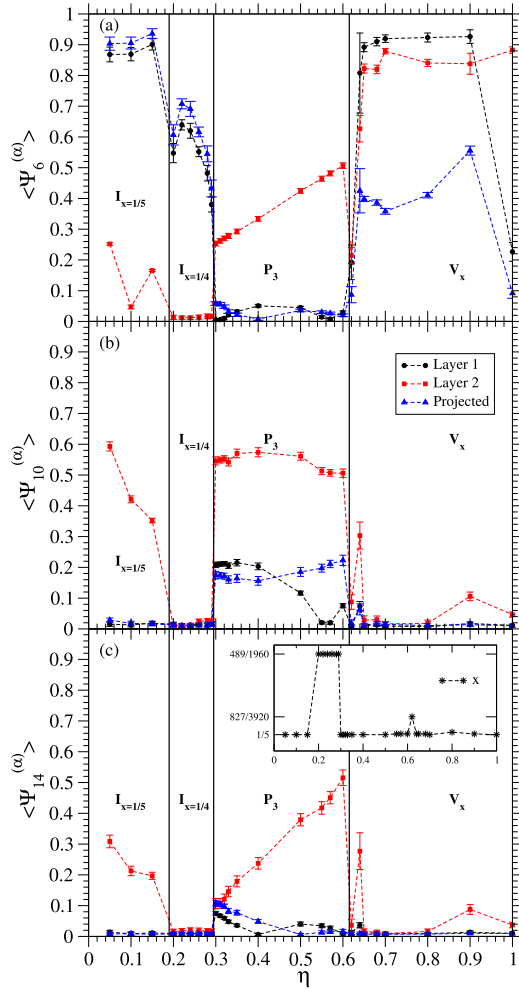 (a)
<Ψ6(α)>
1
0.9
0.8
0.7
0.6
0.5
0.4
0.3
0.2
0.1
0
Ix=1/5
Ix=1/4
P3
Vx
(b)
<Ψ10(α)>
0.9
0.8
0.7
0.6
0.5
0.4
0.3
0.2
0.1
0
Layer 1
Layer 2
Projected
Ix=1/4
P3
Vx
Ix=1/5
(c)
<Ψ14(α)>
0.9
0.8
0.7
0.6
0.5
0.4
0.3
0.2
0.1
0
489/1960
827/3920
1/5
x
0 0.2 0.4 0.6 0.8 1
Ix=1/5
Ix=1/4
P3
Vx
0 0.1 0.2 0.3 0.4 0.5 0.6 0.7 0.8 0.9 1
η